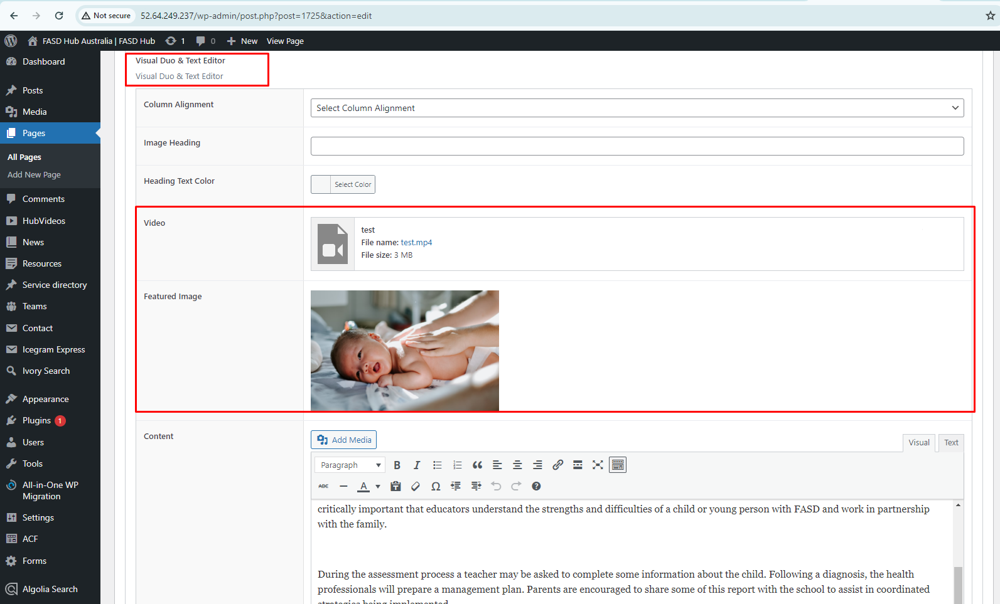 Not secure 52.64.249.237/wp-admin/post.php?post=1725&action=edit
FASD Hub Australia | FASD Hub 1 0 New View Page
Dashboard
Posts
Media
Pages
All Pages
Add New Page
Comments
HubVideos
News
Resources
Service directory
Teams
Contact
Icegram Express
Ivory Search
Appearance
Plugins 1
Users
Tools
All-in-One WP
Migration
Settings
ACF
Forms
Algolia Search
Visual Duo & Text Editor
Visual Duo & Text Editor
Column Alignment
Select Column Alignment
Image Heading
Heading Text Color
Select Color
Video
test
File name: test.mp4
File size: 3 MB
Featured Image
Content
Add Media
Visual Text
Paragraph B I
ABC A Ω
critically important that educators understand the strengths and difficulties of a child or young person with FASD and work in partnership
with the family.
During the assessment process a teacher may be asked to complete some information about the child. Following a diagnosis, the health
professionals will prepare a management plan. Parents are encouraged to share some of this report with the school to assist in coordinated
strategies being implemented